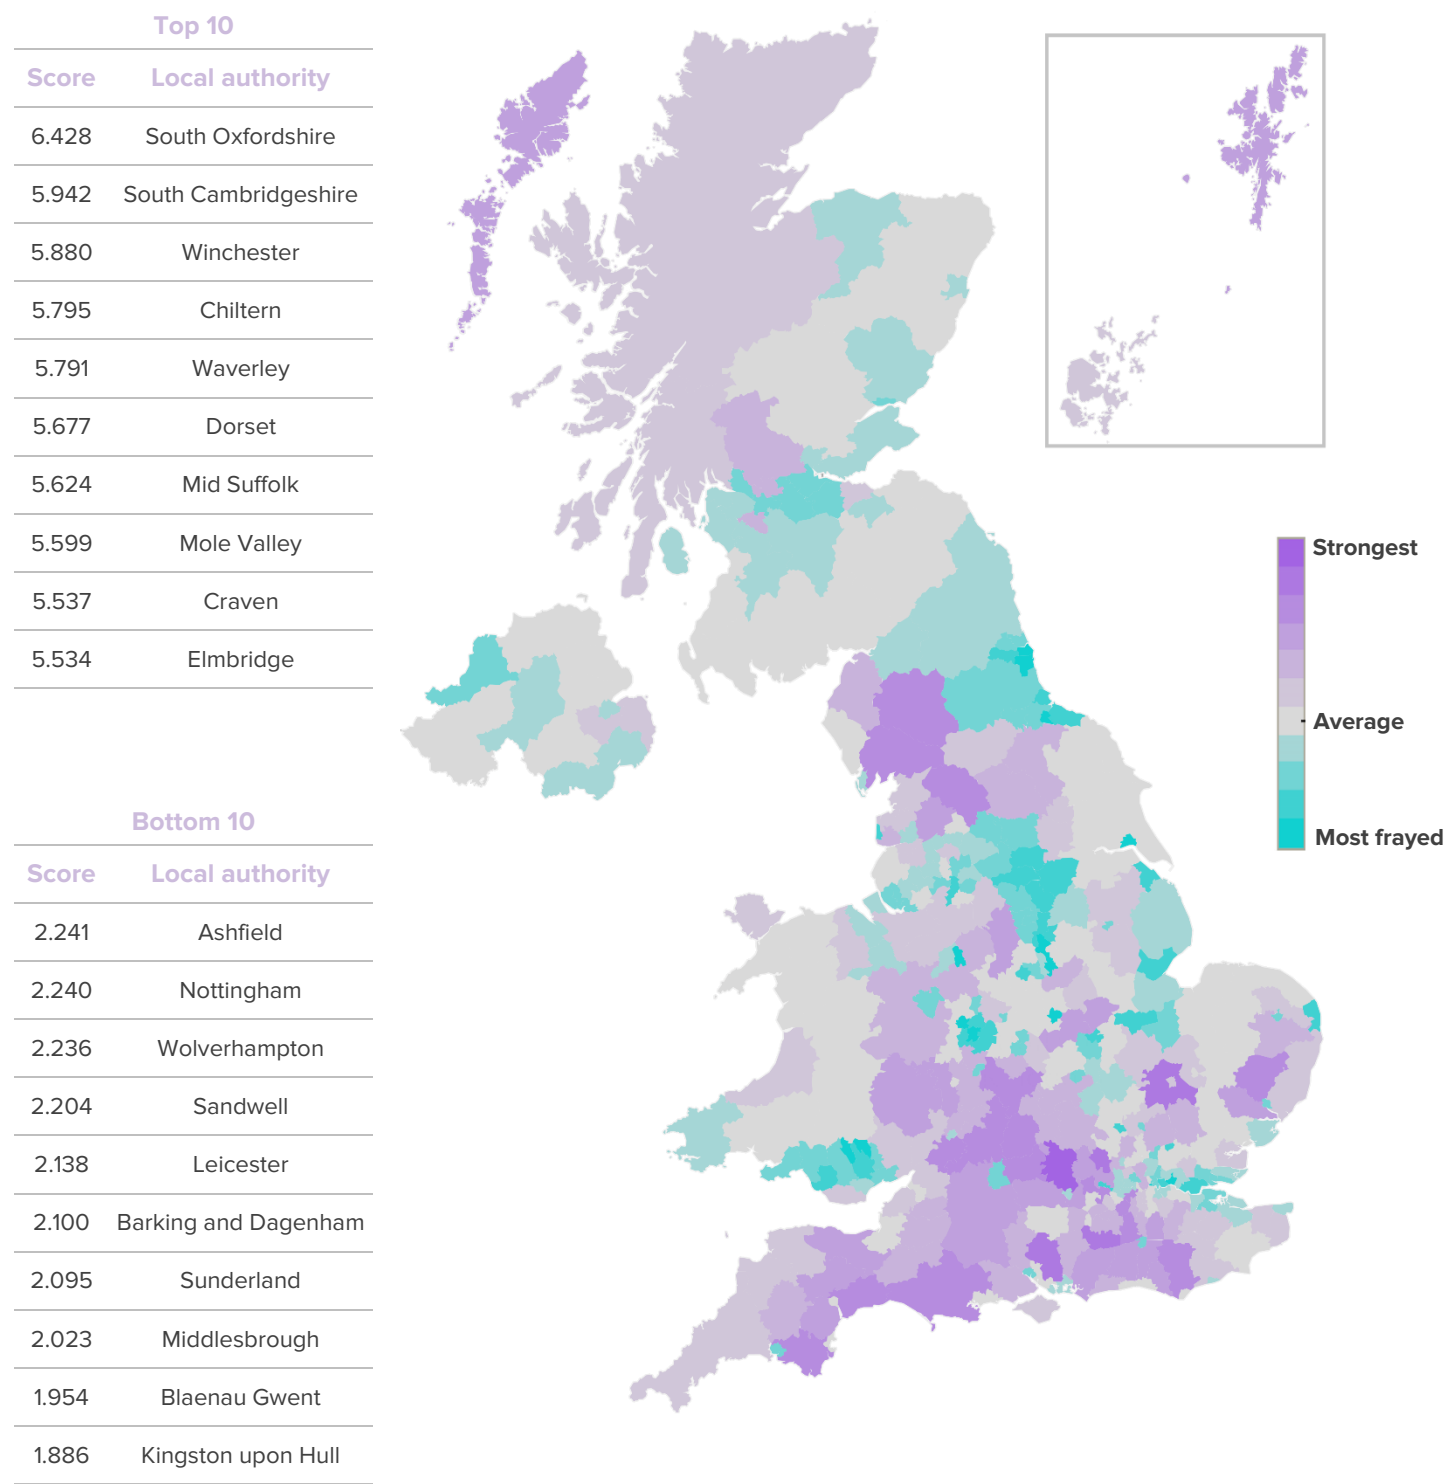 Top 10
Score Local authority
6.428 South Oxfordshire
5.942 South Cambridgeshire
5.880 Winchester
5.795 Chiltern
5.791 Waverley
5.677 Dorset
5.624 Mid Suffolk
5.599 Mole Valley
5.537 Craven
5.534 Elmbridge
Bottom 10
Score Local authority
2.241 Ashfield
2.240 Nottingham
2.236 Wolverhampton
2.204 Sandwell
2.138 Leicester
2.100 Barking and Dagenham
2.095 Sunderland
2.023 Middlesbrough
1.954 Blaenau Gwent
1.886 Kingston upon Hull
Strongest
Average
Most frayed